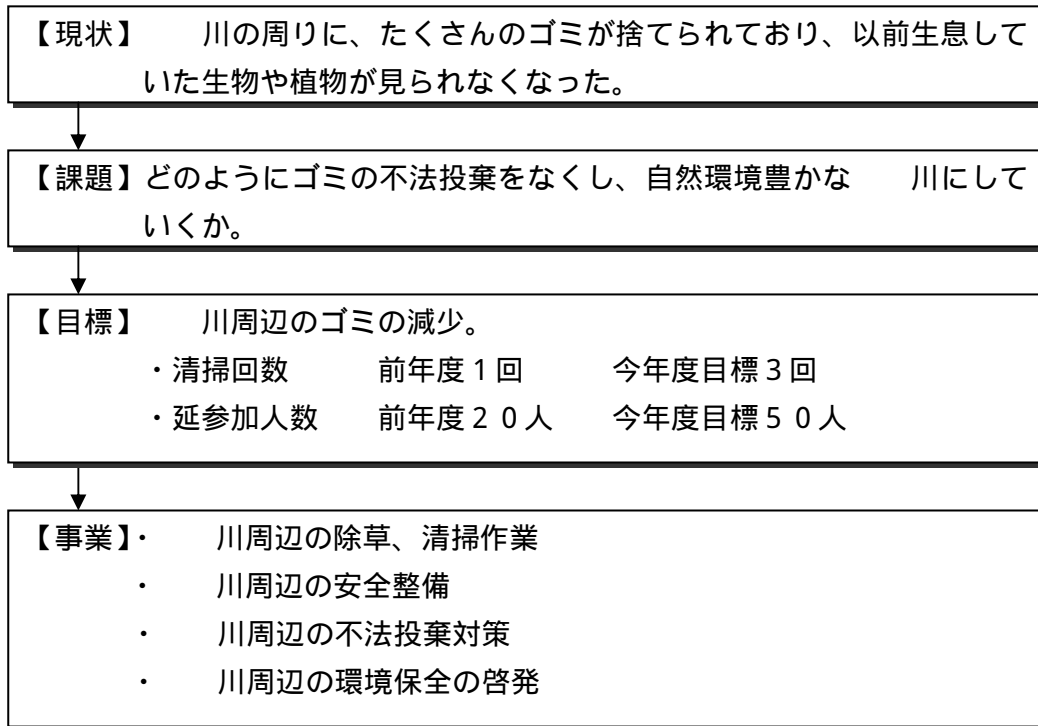 【現状】　　川の周りに、たくさんのゴミが捨てられており、以前生息して
いた生物や植物が見られなくなった。
【課題】どのようにゴミの不法投棄をなくし、自然環境豊かな　　川にして
いくか。
【目標】　　川周辺のゴミの減少。
・清掃回数　　前年度１回　　今年度目標３回
・延参加人数　　前年度２０人　　今年度目標５０人
【事業】・　　川周辺の除草、清掃作業
・　　川周辺の安全整備
・　　川周辺の不法投棄対策
・　　川周辺の環境保全の啓発